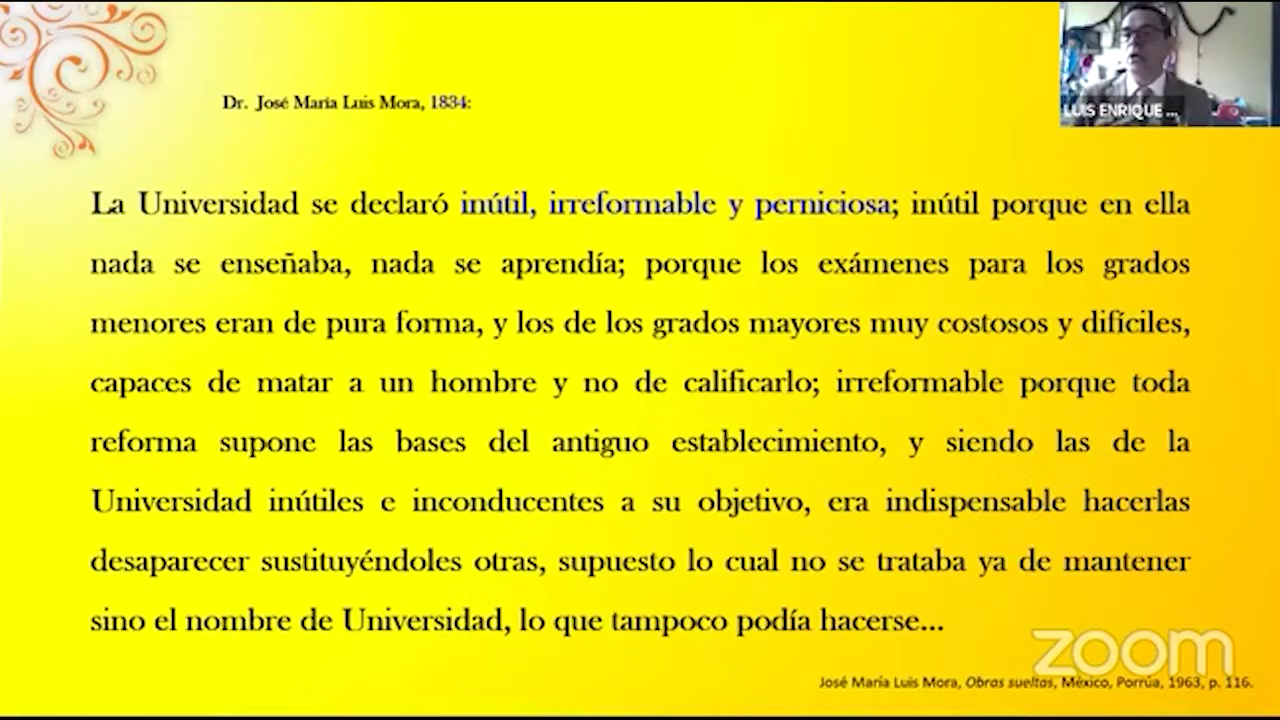 LUIS ENRIQUE ...
Dr. José María Luis Mora, 1834:
La Universidad se declaró inútil, irreformable y perniciosa; inútil porque en ella
nada se enseñaba, nada se aprendía; porque los exámenes para los grados
menores eran de pura forma, y los de los grados mayores muy costosos y difíciles,
capaces de matar a un hombre y no de calificarlo; irreformable porque toda
reforma supone las bases del antiguo establecimiento, y siendo las de la
Universidad inútiles e inconducentes a su objetivo, era indispensable hacerlas
desaparecer sustituyéndoles otras, supuesto lo cual no se trataba ya de mantener
sino el nombre de Universidad, lo que tampoco podía hacerse...
zoom
José María Luis Mora, Obras sueltas, México, Porrúa, 1963, p. 116.